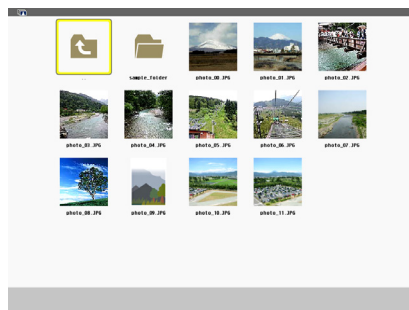 ..
sample_folder
photo_00.JPG
photo_01.JPG
photo_02.JPG
photo_03.JPG
photo_04.JPG
photo_05.JPG
photo_06.JPG
photo_07.JPG
photo_08.JPG
photo_09.JPG
photo_10.JPG
photo_11.JPG